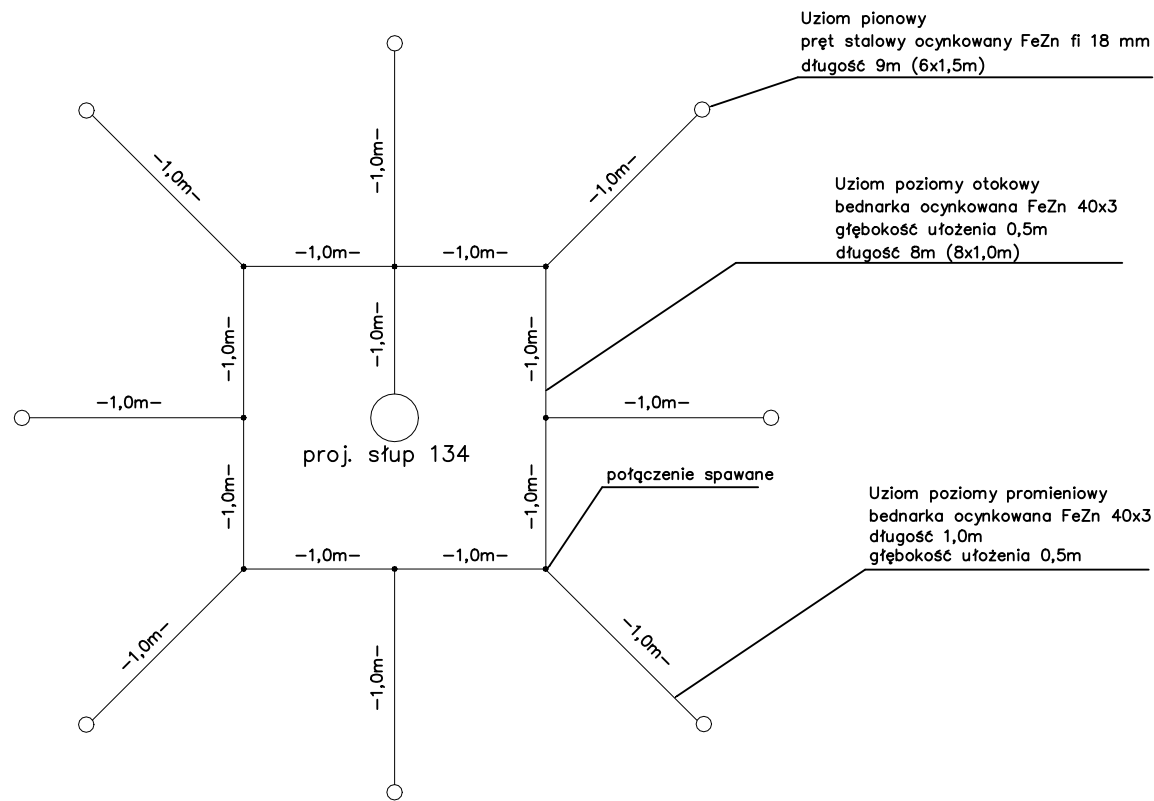 Uziom pionowy
pręt stalowy ocynkowany FeZn fi 18 mm
długość 9m (6x1,5m)
-1,0m-
-1,0m-
-1,0m-
Uziom poziomy otokowy
bednarka ocynkowana FeZn 40x3
głębokość ułożenia 0,5m
długość 8m (8x1,0m)
-1,0m-
-1,0m-
-1,0m-
-1,0m-
-1,0m-
-1,0m-
-1,0m-
proj. słup 134
połączenie spawane
-1,0m-
-1,0m-
Uziom poziomy promieniowy
bednarka ocynkowana FeZn 40x3
długość 1,0m
głębokość ułożenia 0,5m
-1,0m-
-1,0m-
-1,0m-
-1,0m-
-1,0m-